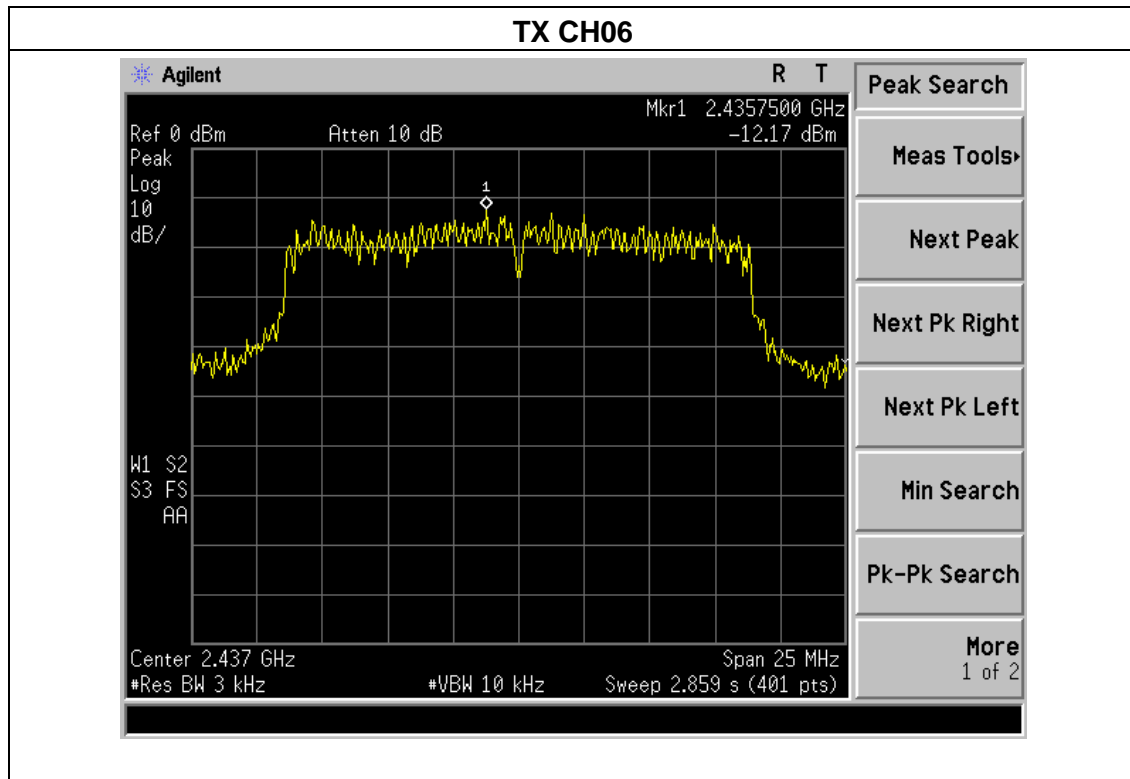 TX CH06
Agilent R T
Peak Search
Mkr1 2.4357500 GHz
Ref 0 dBm Atten 10 dB -12.17 dBm
Peak
Log
10
dB/
1
W1 S2
S3 FS
AA
Center 2.437 GHz Span 25 MHz
#Res BW 3 kHz #VBW 10 kHz Sweep 2.859 s (401 pts)
Meas Tools▸
Next Peak
Next Pk Right
Next Pk Left
Min Search
Pk-Pk Search
More
1 of 2